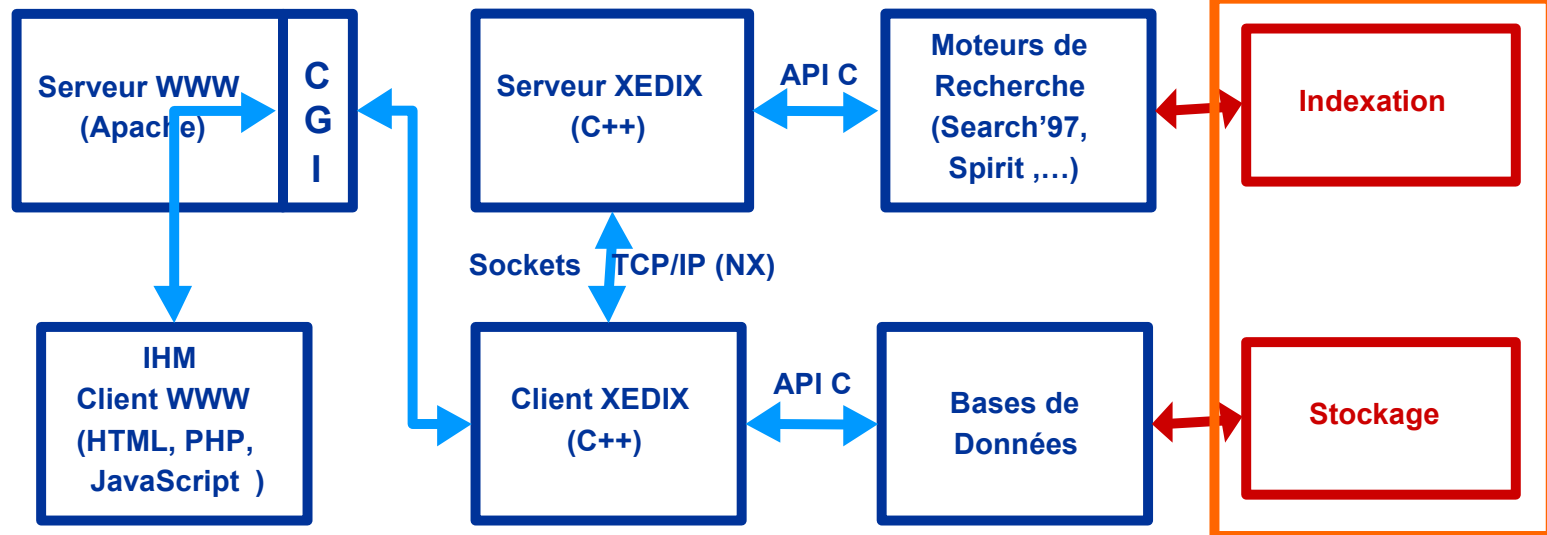 Serveur WWW
(Apache)
C
G
I
Serveur XEDIX
(C++)
API C
Moteurs de
Recherche
(Search’97,
Spirit ,…)
Indexation
Sockets TCP/IP (NX)
IHM
Client WWW
(HTML, PHP,
JavaScript )
Client XEDIX
(C++)
API C
Bases de
Données
Stockage